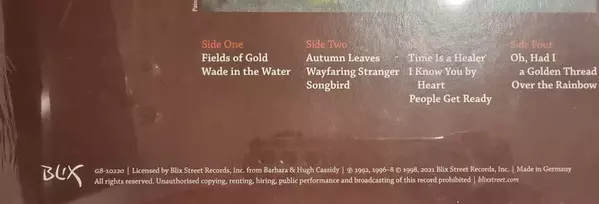 Side One
Fields of Gold
Wade in the Water
Side Two
Autumn Leaves
Wayfaring Stranger
Songbird
Time Is a Healer
I Know You by
Heart
People Get Ready
Side Four
Oh, Had I
a Golden Thread
Over the Rainbow
BLIX
GB-10220 | Licensed by Blix Street Records, Inc. from Barbara & Hugh Cassidy | ℗ 1992, 1996–8 © 1998, 2021 Blix Street Records, Inc. | Made in Germany
All rights reserved. Unauthorised copying, renting, hiring, public performance and broadcasting of this record prohibited | blixstreet.com